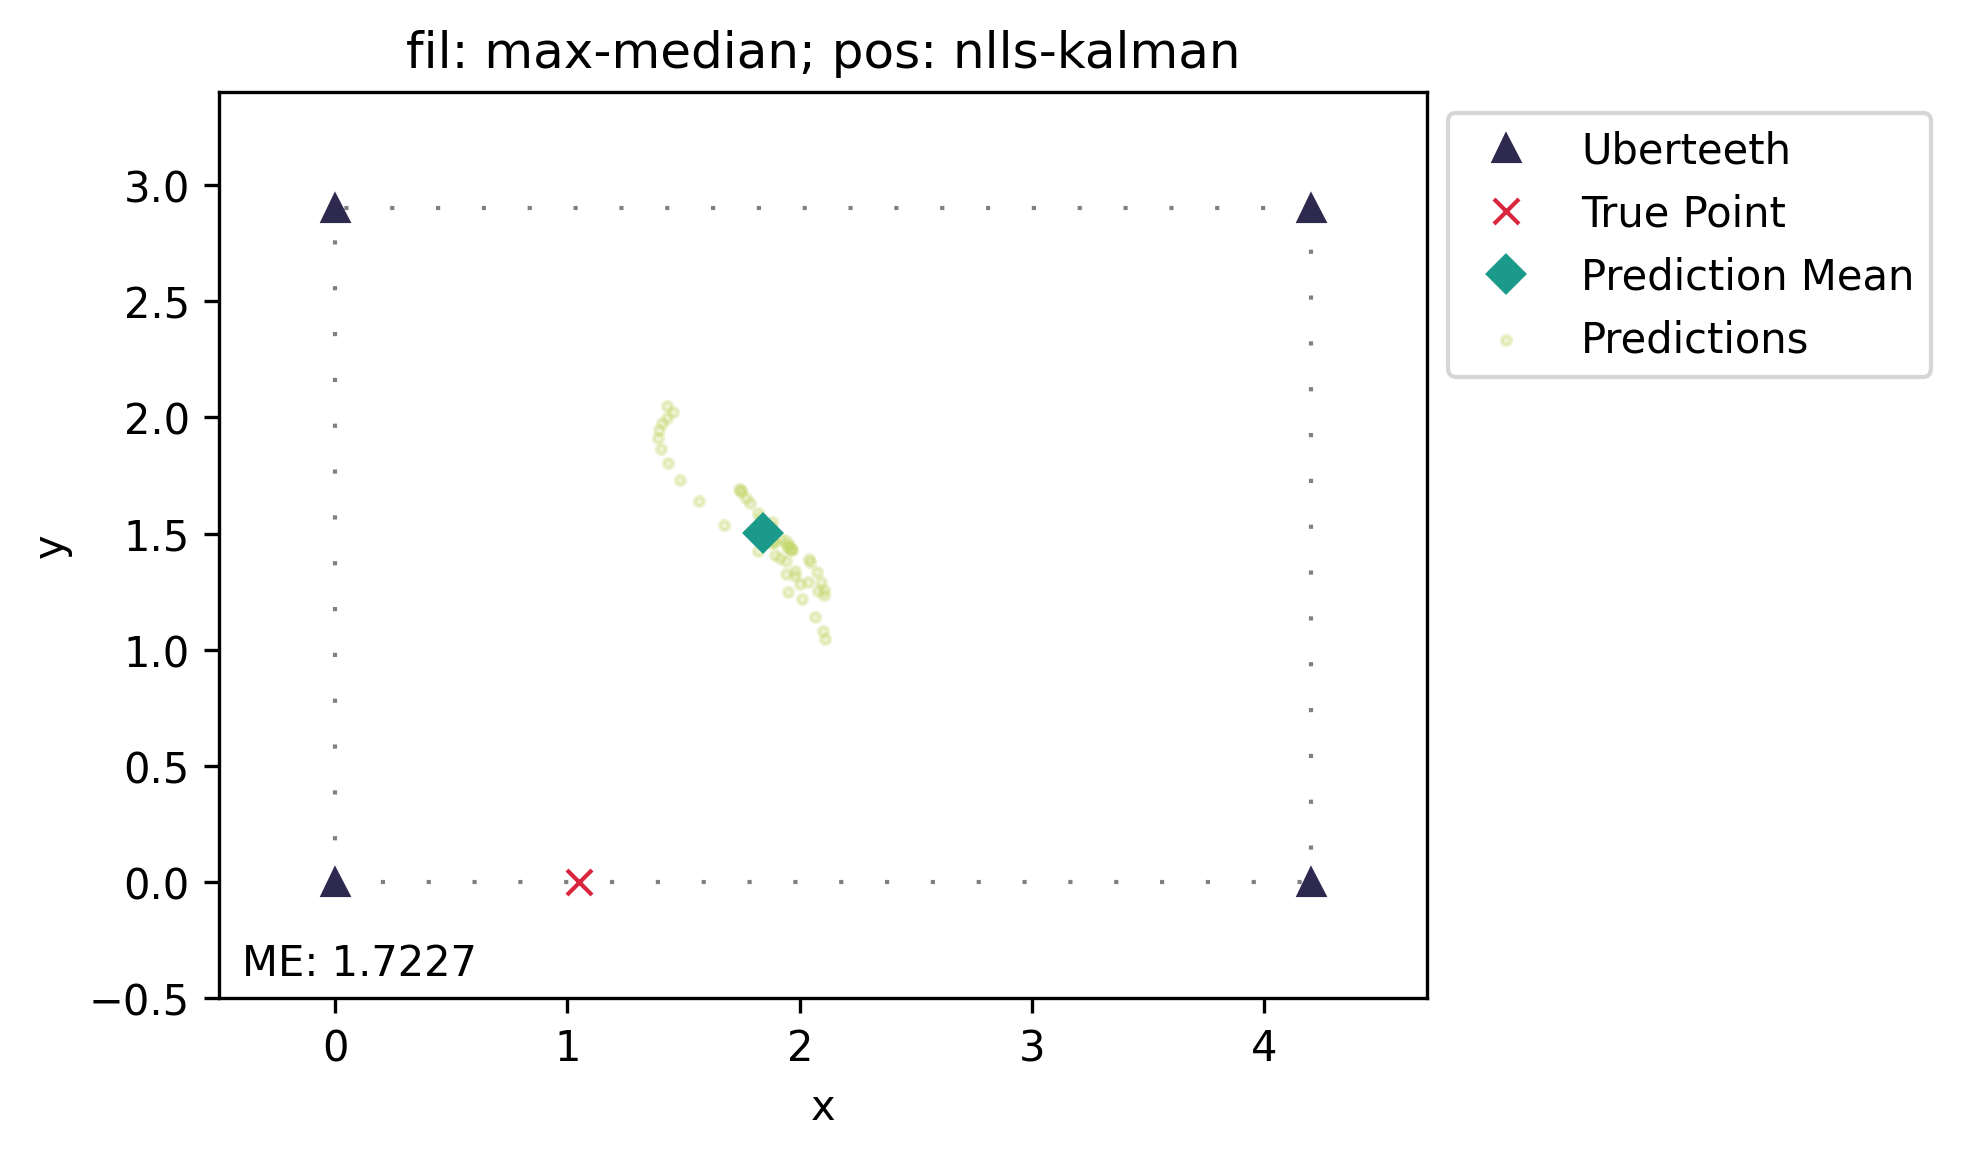 fil: max-median; pos: nlls-kalman
Uberteeth
True Point
Prediction Mean
Predictions
3.0
2.5
2.0
1.5
1.0
0.5
0.0
−0.5
y
ME: 1.7227
0 1 2 3 4
x